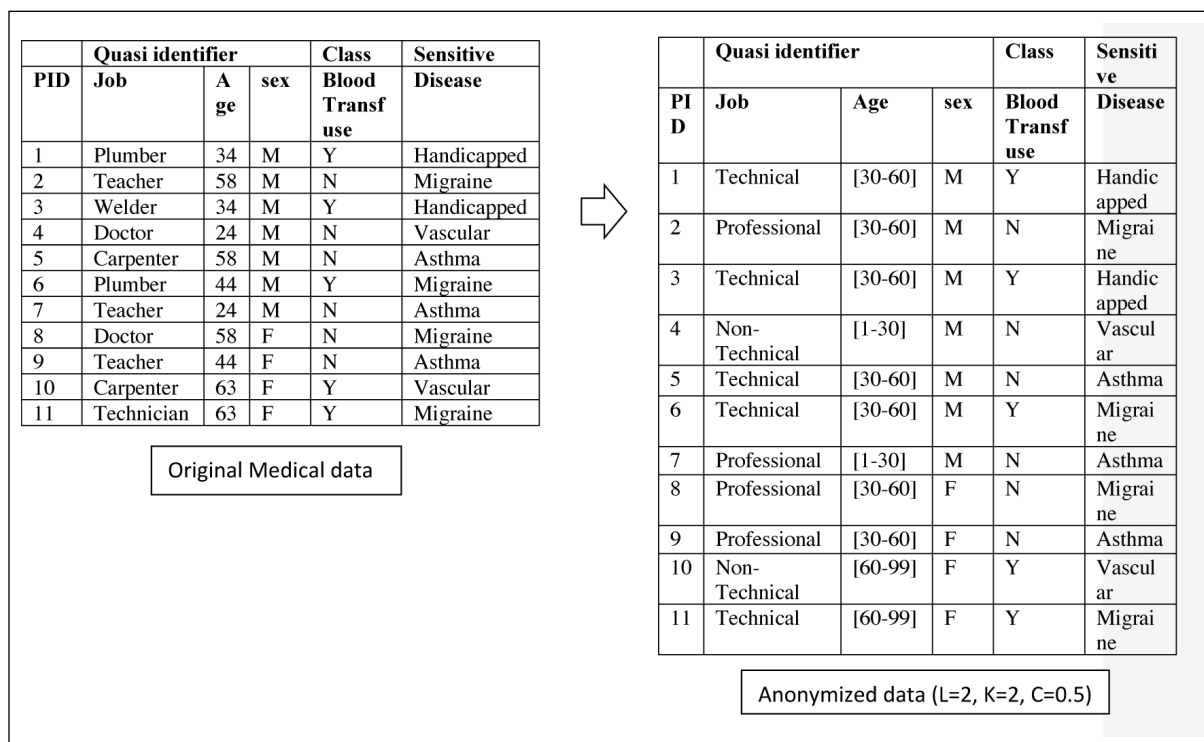 Quasi identifier Class Sensitive
PID Job A sex Blood Disease
ge Transf
use
1 Plumber 34 M Y Handicapped
2 Teacher 58 M N Migraine
3 Welder 34 M Y Handicapped
4 Doctor 24 M N Vascular
5 Carpenter 58 M N Asthma
6 Plumber 44 M Y Migraine
7 Teacher 24 M N Asthma
8 Doctor 58 F N Migraine
9 Teacher 44 F N Asthma
10 Carpenter 63 F Y Vascular
11 Technician 63 F Y Migraine
Original Medical data
Quasi identifier Class Sensiti
ve
PI Job Age sex Blood Disease
D Transf
use
1 Technical [30-60] M Y Handic
apped
2 Professional [30-60] M N Migrai
ne
3 Technical [30-60] M Y Handic
apped
4 Non- [1-30] M N Vascul
Technical ar
5 Technical [30-60] M N Asthma
6 Technical [30-60] M Y Migrai
ne
7 Professional [1-30] M N Asthma
8 Professional [30-60] F N Migrai
ne
9 Professional [30-60] F N Asthma
10 Non- [60-99] F Y Vascul
Technical ar
11 Technical [60-99] F Y Migrai
ne
Anonymized data (L=2, K=2, C=0.5)